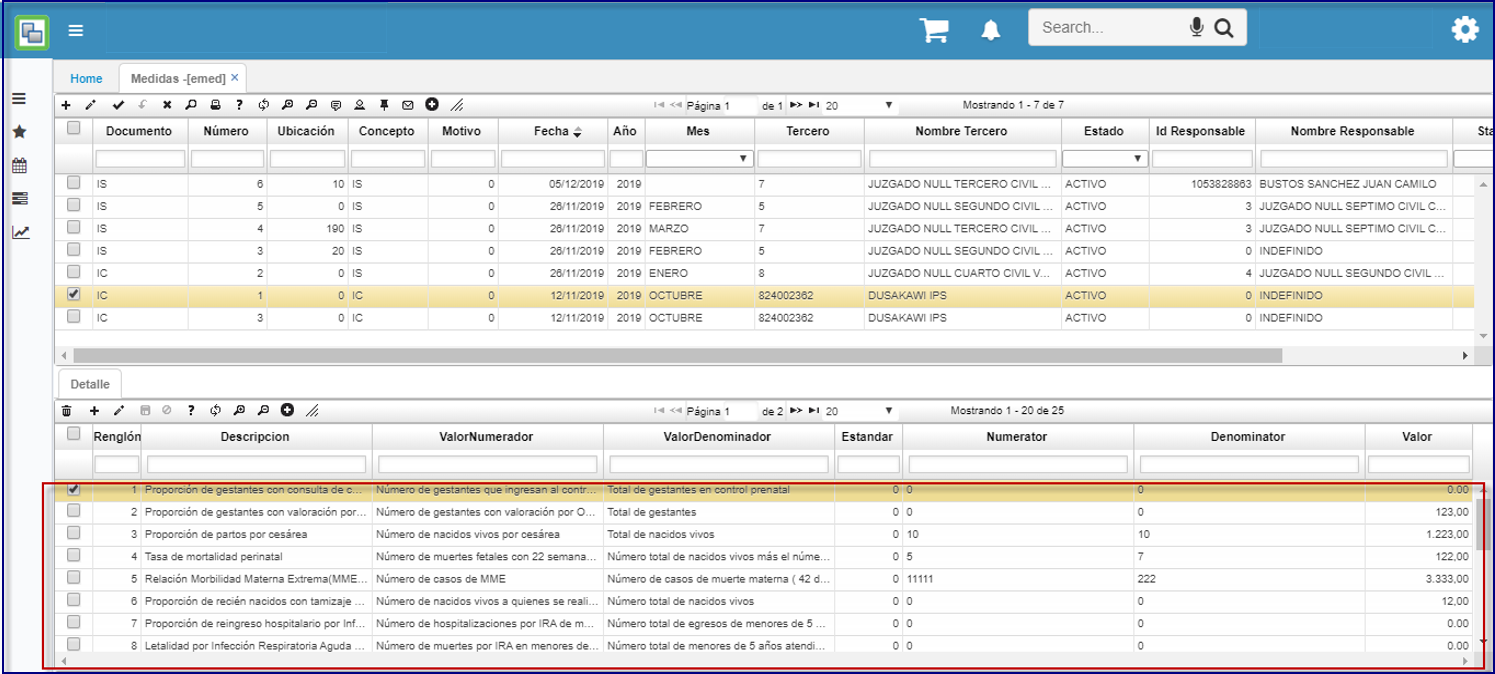 Search...
Home Medidas -[emed] ×
Página 1 de 1 20 Mostrando 1 - 7 de 7
Documento Número Ubicación Concepto Motivo Fecha Año Mes Tercero Nombre Tercero Estado Id Responsable Nombre Responsable Sta
IS 6 10 IS 0 05/12/2019 2019 7 JUZGADO NULL TERCERO CIVIL ... ACTIVO 1053828863 BUSTOS SANCHEZ JUAN CAMILO
IS 5 0 IS 0 26/11/2019 2019 FEBRERO 5 JUZGADO NULL SEGUNDO CIVIL ... ACTIVO 3 JUZGADO NULL SEPTIMO CIVIL C...
IS 4 190 IS 0 26/11/2019 2019 MARZO 7 JUZGADO NULL TERCERO CIVIL ... ACTIVO 3 JUZGADO NULL SEPTIMO CIVIL C...
IS 3 20 IS 0 26/11/2019 2019 FEBRERO 5 JUZGADO NULL SEGUNDO CIVIL ... ACTIVO 0 INDEFINIDO
IC 2 0 IS 0 26/11/2019 2019 ENERO 8 JUZGADO NULL CUARTO CIVIL V... ACTIVO 4 JUZGADO NULL SEGUNDO CIVIL ...
IC 1 0 IC 0 12/11/2019 2019 OCTUBRE 824002362 DUSAKAWI IPS ACTIVO 0 INDEFINIDO
IC 3 0 IC 0 12/11/2019 2019 OCTUBRE 824002362 DUSAKAWI IPS ACTIVO 0 INDEFINIDO
Detalle
Página 1 de 2 20 Mostrando 1 - 20 de 25
Renglón Descripcion ValorNumerador ValorDenominador Estandar Numerator Denominator Valor
1 Proporción de gestantes con consulta de c... Número de gestantes que ingresan al contr... Total de gestantes en control prenatal 0 0 0 0.00
2 Proporción de gestantes con valoración por... Número de gestantes con valoración por O... Total de gestantes 0 0 0 123,00
3 Proporción de partos por cesárea Número de nacidos vivos por cesárea Total de nacidos vivos 0 10 10 1.223,00
4 Tasa de mortalidad perinatal Número de muertes fetales con 22 semana... Número total de nacidos vivos más el núme... 0 5 7 122,00
5 Relación Morbilidad Materna Extrema(MME... Número de casos de MME Número de casos de muerte materna ( 42 d... 0 11111 222 3.333,00
6 Proporción de recién nacidos con tamizaje ... Número de nacidos vivos a quienes se reali... Número total de nacidos vivos 0 0 0 12,00
7 Proporción de reingreso hospitalario por Inf... Número de hospitalizaciones por IRA de m... Número total de egresos de menores de 5 ... 0 0 0 0.00
8 Letalidad por Infección Respiratoria Aguda ... Número de muertes por IRA en menores de... Número total de menores de 5 años atendi... 0 0 0 0.00